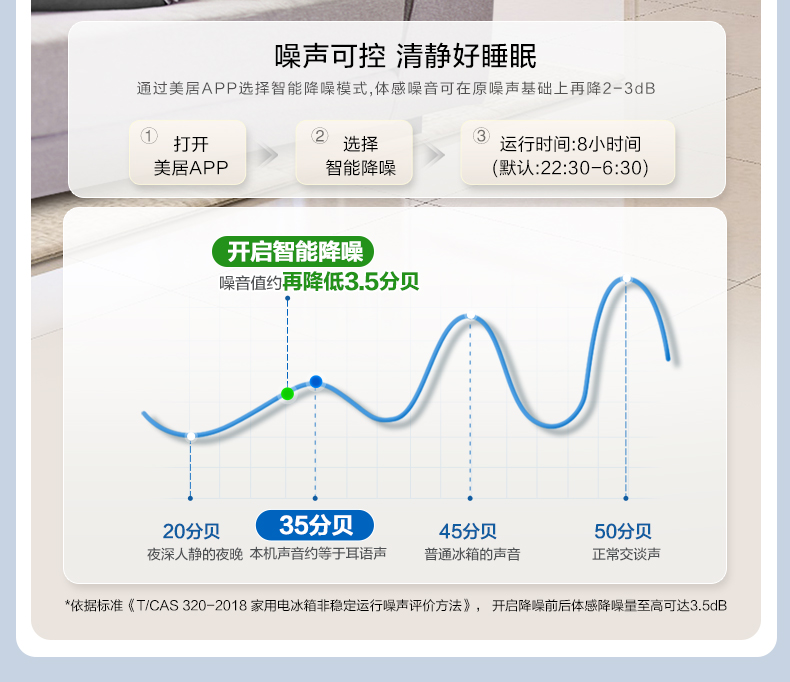 噪声可控 清静好睡眠
通过美居APP选择智能降噪模式,体感噪音可在原噪声基础上再降2-3dB
① 打开
美居APP
② 选择
智能降噪
③ 运行时间:8小时间
(默认:22:30-6:30)
开启智能降噪
噪音值约再降低3.5分贝
20分贝
夜深人静的夜晚
35分贝
本机声音约等于耳语声
45分贝
普通冰箱的声音
50分贝
正常交谈声
*依据标准《T/CAS 320-2018 家用电冰箱非稳定运行噪声评价方法》， 开启降噪前后体感降噪量至高可达3.5dB